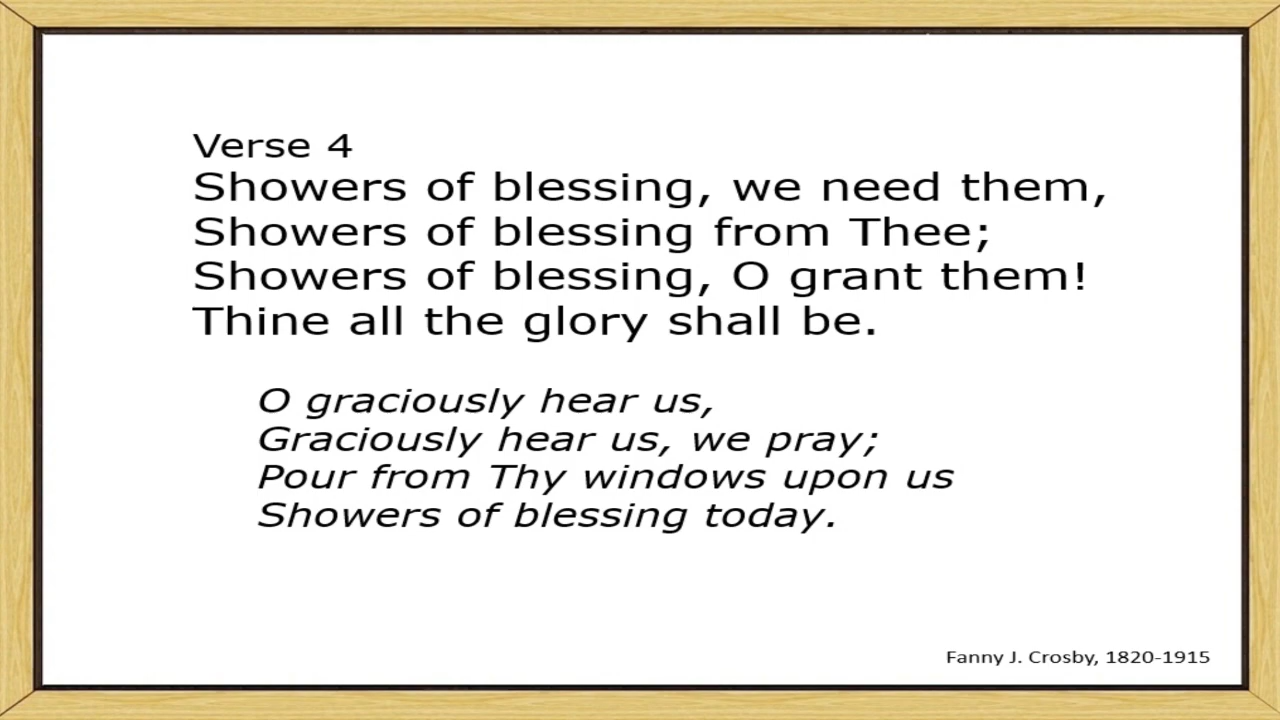 Verse 4
Showers of blessing, we need them,
Showers of blessing from Thee;
Showers of blessing, O grant them!
Thine all the glory shall be.
O graciously hear us,
Graciously hear us, we pray;
Pour from Thy windows upon us
Showers of blessing today.
Fanny J. Crosby, 1820-1915